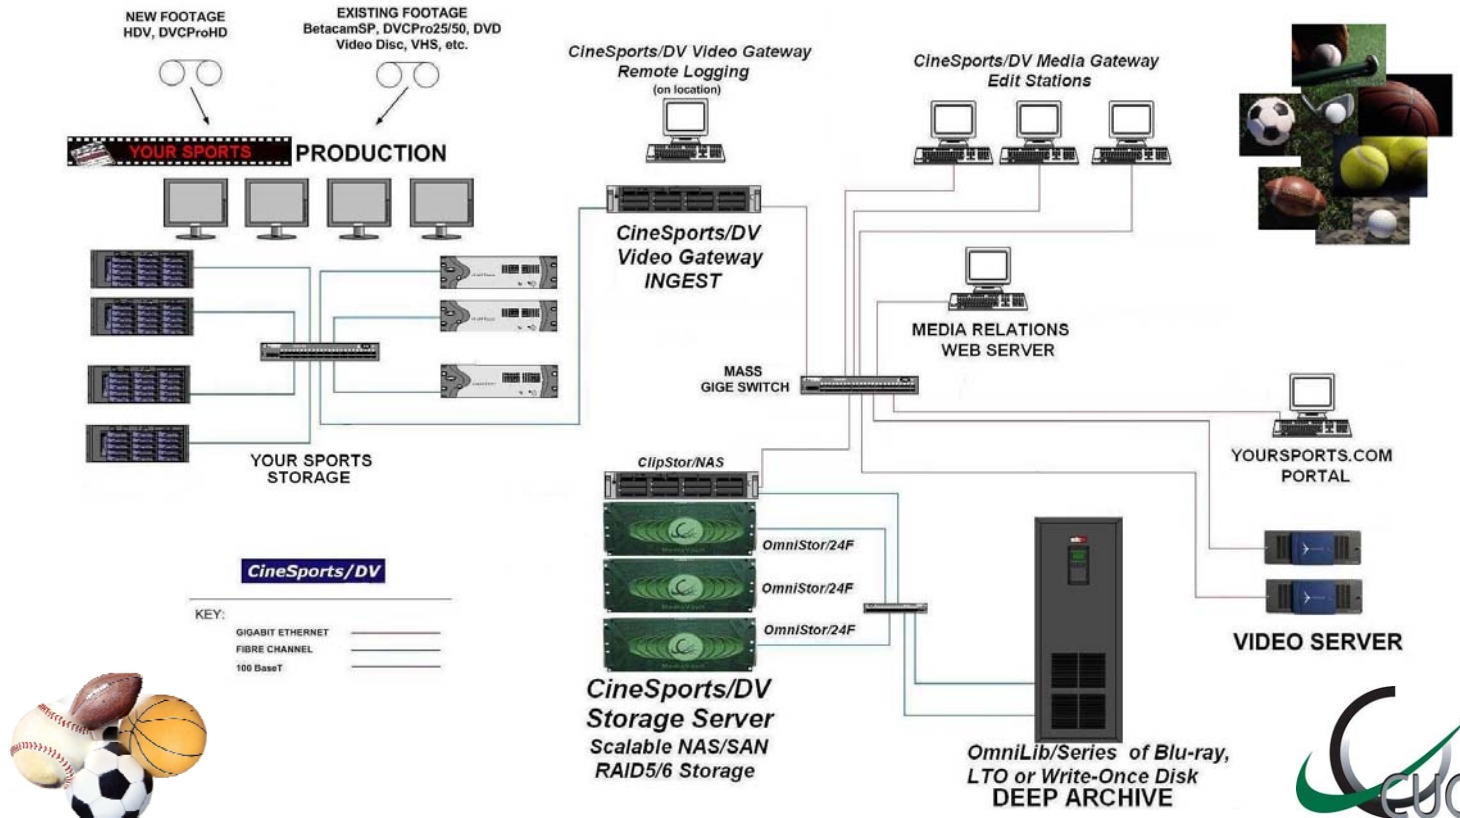 NEW FOOTAGE
HDV, DVCProHD
EXISTING FOOTAGE
BetacamSP, DVCPro25/50, DVD
Video Disc, VHS, etc.
YOUR SPORTS
PRODUCTION
CineSports/DV Video Gateway
Remote Logging
(on location)
CineSports/DV Media Gateway
Edit Stations
CineSports/DV
Video Gateway
INGEST
MEDIA RELATIONS
WEB SERVER
MASS
GIGE SWITCH
YOUR SPORTS
STORAGE
YOURSPORTS.COM
PORTAL
ClipStor/NAS
MediaVault
OmniStor/24F
MediaVault
OmniStor/24F
MediaVault
OmniStor/24F
CineSports/DV
Storage Server
Scalable NAS/SAN
RAID5/6 Storage
VIDEO SERVER
OmniLib/Series of Blu-ray,
LTO or Write-Once Disk
DEEP ARCHIVE
CineSports/DV
KEY:
GIGABIT ETHERNET
FIBRE CHANNEL
100 BaseT